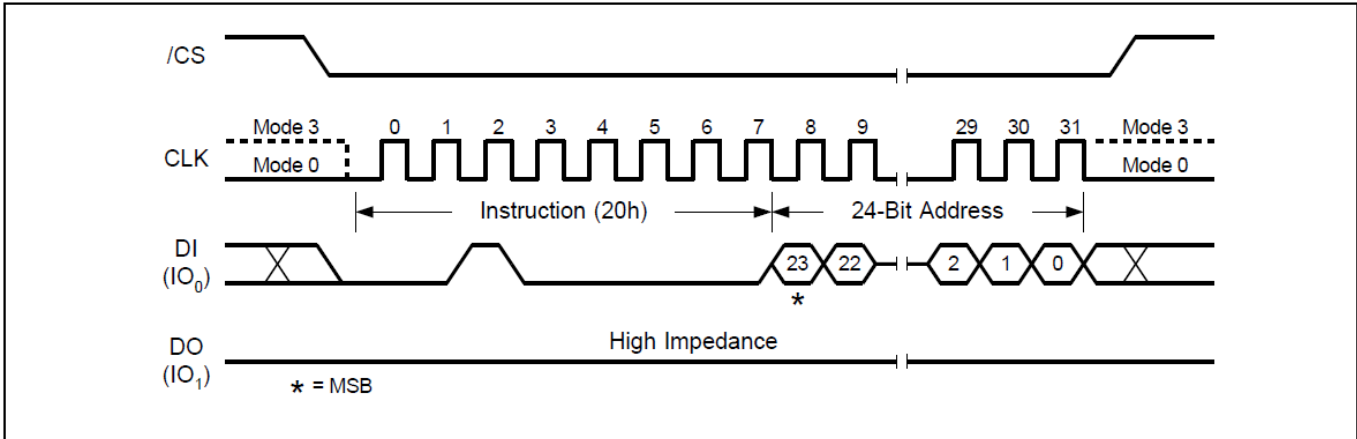 /CS
Mode 3 0 1 2 3 4 5 6 7 8 9 29 30 31 Mode 3
CLK
Mode 0 Mode 0
Instruction (20h) 24-Bit Address
DI
(IO₀)
23 22 2 1 0
*
High Impedance
DO
(IO₁)
* = MSB